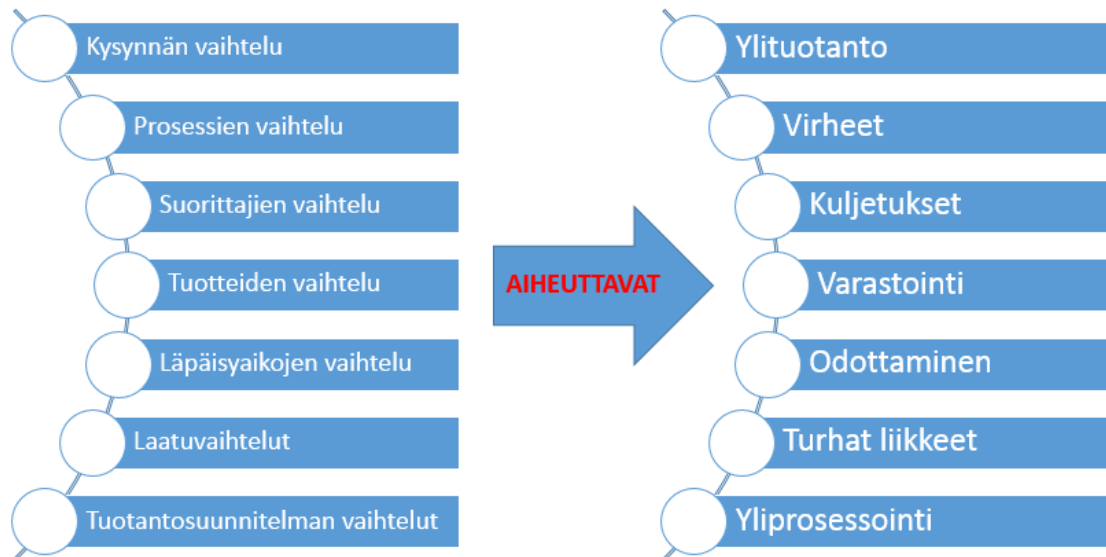 Kysynnän vaihtelu
Prosessien vaihtelu
Suorittajien vaihtelu
Tuotteiden vaihtelu
Läpäisyaikojen vaihtelu
Laatuvaihtelut
Tuotantosuunnitelman vaihtelut
AIHEUTTAVAT
Ylituotanto
Virheet
Kuljetukset
Varastointi
Odottaminen
Turhat liikkeet
Yliprosessointi